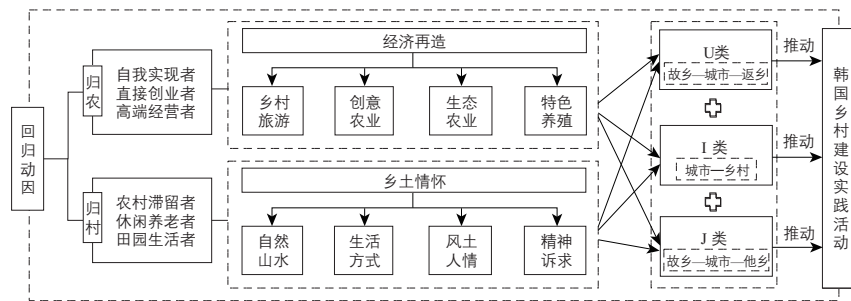 回归动因
归农
自我实现者
直接创业者
高端经营者
经济再造
乡村
旅游
创意
农业
生态
农业
特色
养殖
归村
农村滞留者
休闲养老者
田园生活者
乡土情怀
自然
山水
生活
方式
风土
人情
精神
诉求
U类
故乡—城市—返乡
I 类
城市—乡村
J 类
故乡—城市—他乡
推动
推动
推动
韩国乡村建设实践活动